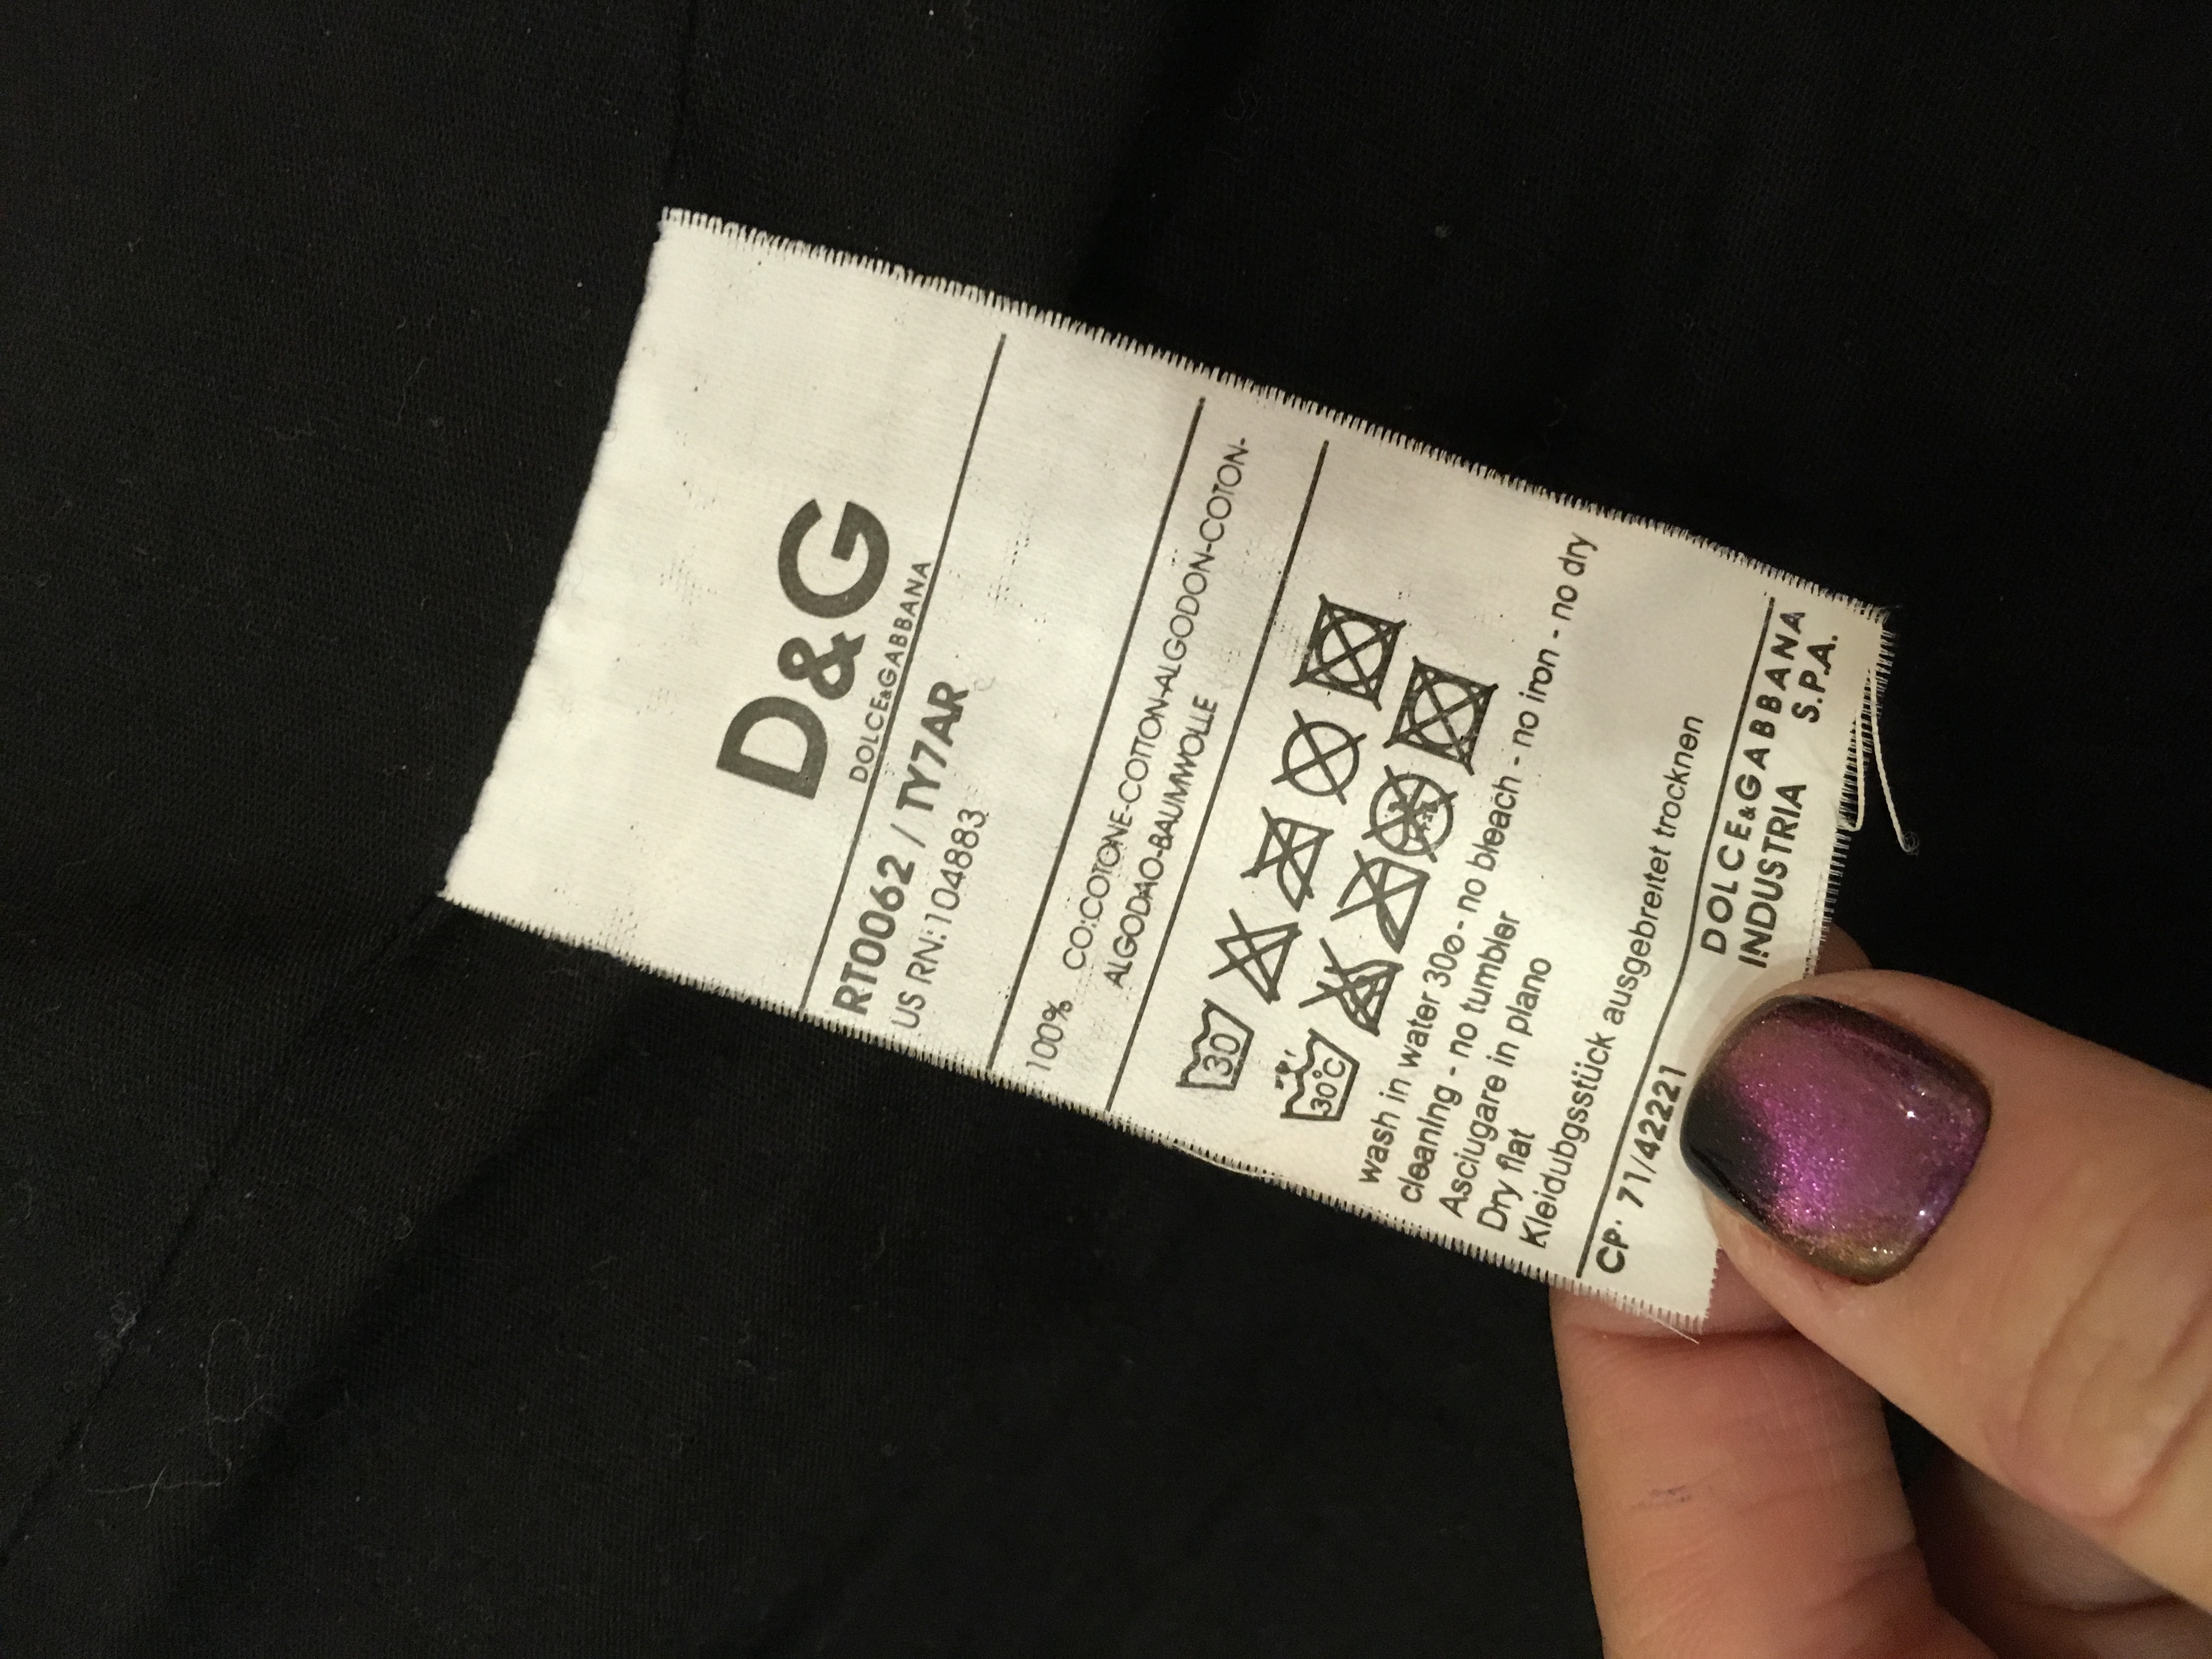 D&G
DOLCE&GABBANA
RT0062 / TY7AR
US RN:104883
100% CO:COTONE-COTTON-ALGODON-COTON-
ALGODAO-BAUMWOLLE
30
30°C
wash in water 30o - no bleach - no iron - no dry
cleaning - no tumbler
Asciugare in plano
Dry flat
Kleidubgsstück ausgebreitet trocknen
CP. 71/42221
DOLCE&GABBANA
INDUSTRIA S.P.A.